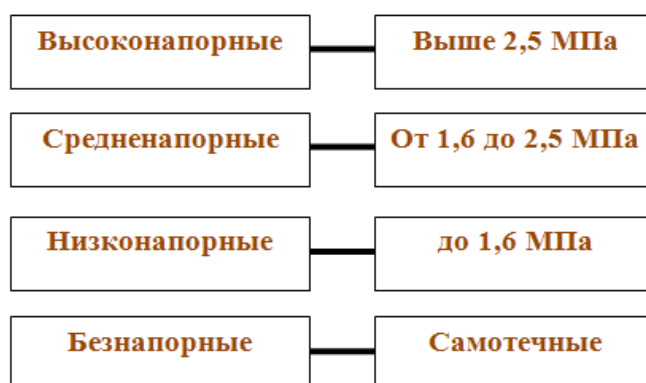 Высоконапорные
Выше 2,5 МПа
Средненапорные
От 1,6 до 2,5 МПа
Низконапорные
до 1,6 МПа
Безнапорные
Самотечные